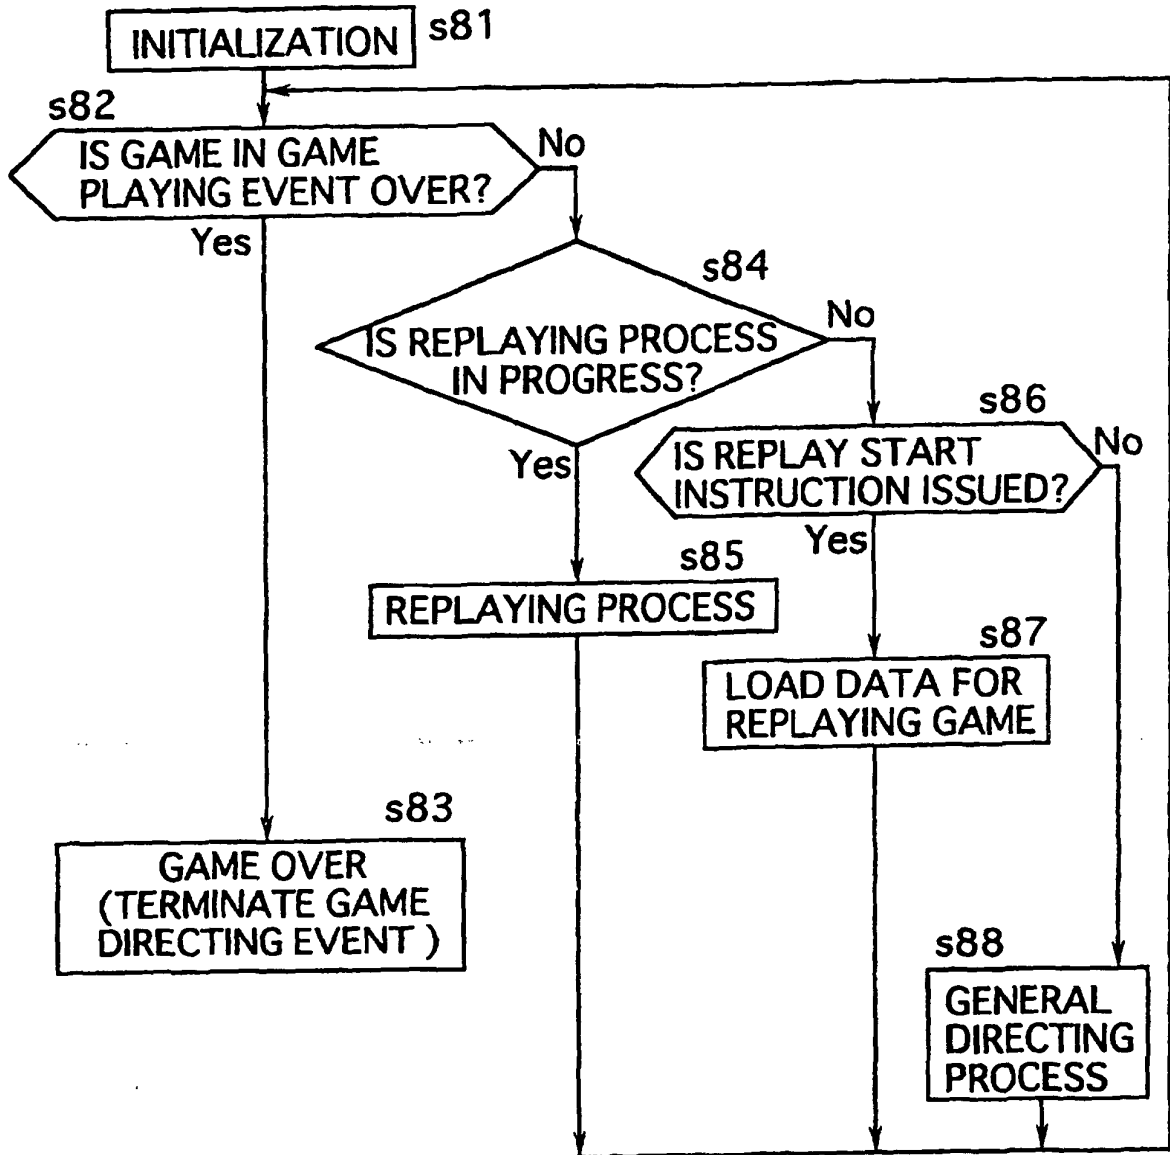 INITIALIZATION
s81
s82
IS GAME IN GAME
PLAYING EVENT OVER?
No
Yes
s84
IS REPLAYING PROCESS
IN PROGRESS?
No
Yes
s86
IS REPLAY START
INSTRUCTION ISSUED?
No
Yes
s85
REPLAYING PROCESS
s87
LOAD DATA FOR
REPLAYING GAME
s83
GAME OVER
(TERMINATE GAME
DIRECTING EVENT )
s88
GENERAL
DIRECTING
PROCESS